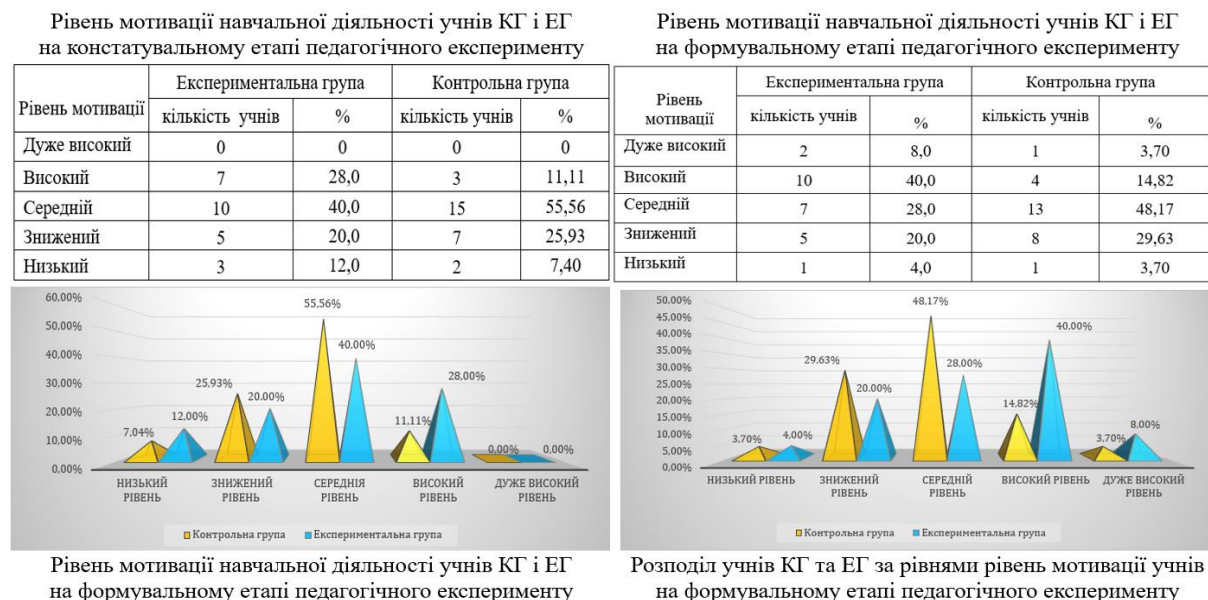 Рівень мотивації навчальної діяльності учнів КГ і ЕГ
на констатувальному етапі педагогічного експерименту
Рівень мотивації Експериментальна група Контрольна група
кількість учнів % кількість учнів %
Дуже високий 0 0 0 0
Високий 7 28,0 3 11,11
Середній 10 40,0 15 55,56
Знижений 5 20,0 7 25,93
Низький 3 12,0 2 7,40
60,00%
50,00%
40,00%
30,00%
20,00%
10,00%
0,00%
7,04% 12,00% 25,93% 20,00% 55,56% 40,00% 11,11% 28,00% 0,00% 0,00%
НИЗЬКИЙ ЗНИЖЕНИЙ СЕРЕДНІЯ ВИСОКИЙ ДУЖЕ ВИСОКИЙ
РІВЕНЬ РІВЕНЬ РІВЕНЬ РІВЕНЬ РІВЕНЬ
Контрольна група Експериментальна група
Рівень мотивації навчальної діяльності учнів КГ і ЕГ
на формувальному етапі педагогічного експерименту
Рівень мотивації навчальної діяльності учнів КГ і ЕГ
на формувальному етапі педагогічного експерименту
Рівень
мотивації
Експериментальна група Контрольна група
кількість учнів % кількість учнів %
Дуже високий 2 8,0 1 3,70
Високий 10 40,0 4 14,82
Середній 7 28,0 13 48,17
Знижений 5 20,0 8 29,63
Низький 1 4,0 1 3,70
50,00%
45,00%
40,00%
35,00%
30,00%
25,00%
20,00%
15,00%
10,00%
5,00%
0,00%
3,70% 4,00% 29,63% 20,00% 48,17% 28,00% 14,82% 40,00% 3,70% 8,00%
НИЗЬКИЙ РІВЕНЬ ЗНИЖЕНИЙ СЕРЕДНІЙ ВИСОКИЙ РІВЕНЬ ДУЖЕ ВИСОКИЙ
РІВЕНЬ РІВЕНЬ РІВЕНЬ
Контрольна група Експериментальна група
Розподіл учнів КГ та ЕГ за рівнями рівень мотивації учнів
на формувальному етапі педагогічного експерименту